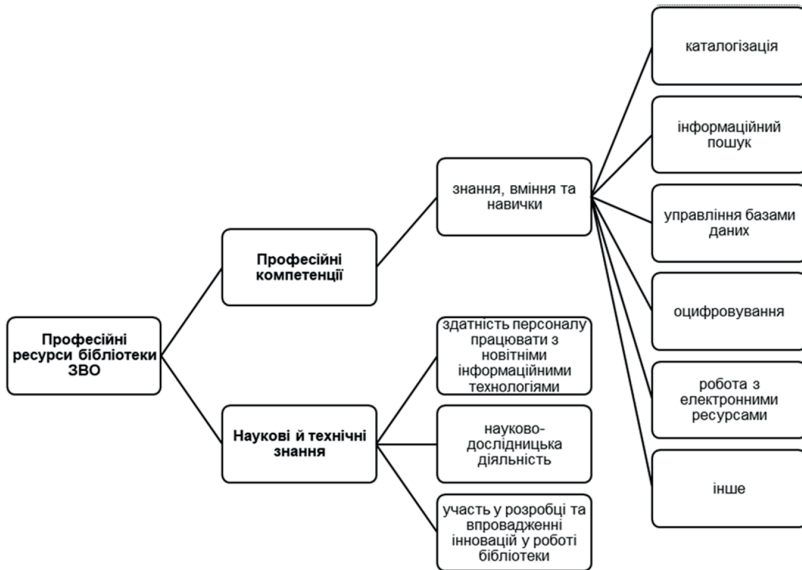 Професійні
ресурси бібліотеки
ЗВО
Професійні
компетенції
знання, вміння та
навички
каталогізація
інформаційний
пошук
управління базами
даних
оцифровування
робота з
електронними
ресурсами
інше
Наукові й технічні
знання
здатність персоналу
працювати з
новітніми
інформаційними
технологіями
науково-
дослідницька
діяльність
участь у розробці та
впровадженні
інновацій у роботі
бібліотеки